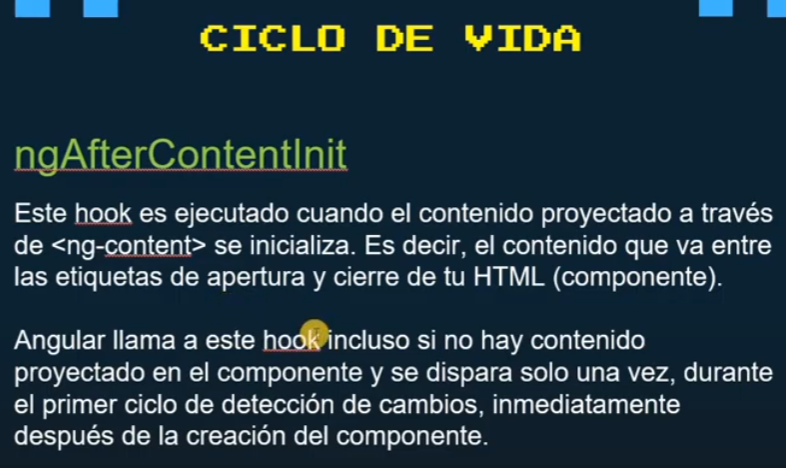 CICLO DE VIDA
ngAfterContentInit
Este hook es ejecutado cuando el contenido proyectado a través
de <ng-content> se inicializa. Es decir, el contenido que va entre
las etiquetas de apertura y cierre de tu HTML (componente).
Angular llama a este hook incluso si no hay contenido
proyectado en el componente y se dispara solo una vez, durante
el primer ciclo de detección de cambios, inmediatamente
después de la creación del componente.